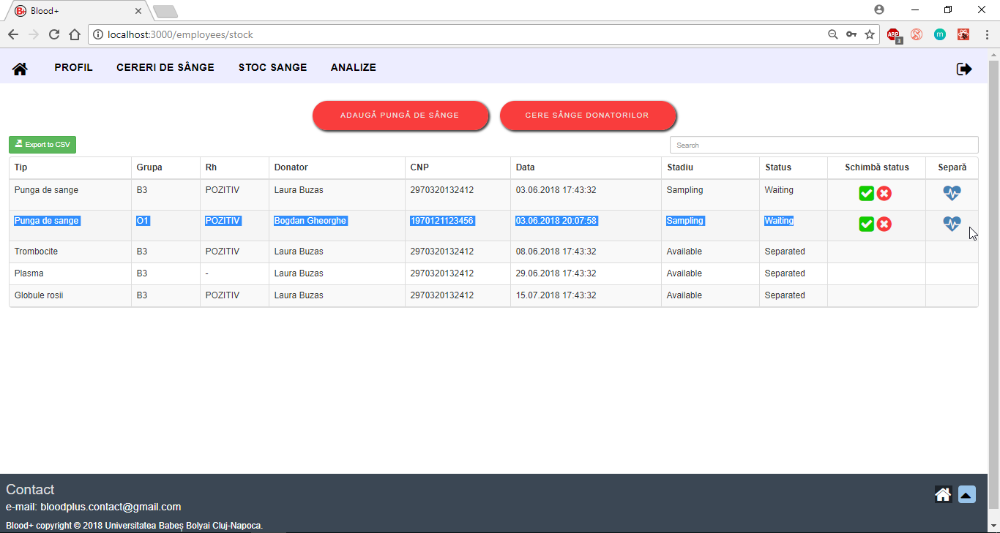 Blood+
localhost:3000/employees/stock
ABP
3
m
PROFIL CERERI DE SÂNGE STOC SANGE ANALIZE
ADAUGĂ PUNGĂ DE SÂNGE CERE SÂNGE DONATORILOR
Export to CSV Search
Tip Grupa Rh Donator CNP Data Stadiu Status Schimbă status Separă
Punga de sange B3 POZITIV Laura Buzas 2970320132412 03.06.2018 17:43:32 Sampling Waiting
Punga de sange O1 POZITIV Bogdan Gheorghe 1970121123456 03.06.2018 20:07:58 Sampling Waiting
Trombocite B3 POZITIV Laura Buzas 2970320132412 08.06.2018 17:43:32 Available Separated
Plasma B3 - Laura Buzas 2970320132412 29.06.2018 17:43:32 Available Separated
Globule rosii B3 POZITIV Laura Buzas 2970320132412 15.07.2018 17:43:32 Available Separated
Contact
e-mail: bloodplus.contact@gmail.com
Blood+ copyright © 2018 Universitatea Babeș Bolyai Cluj-Napoca.